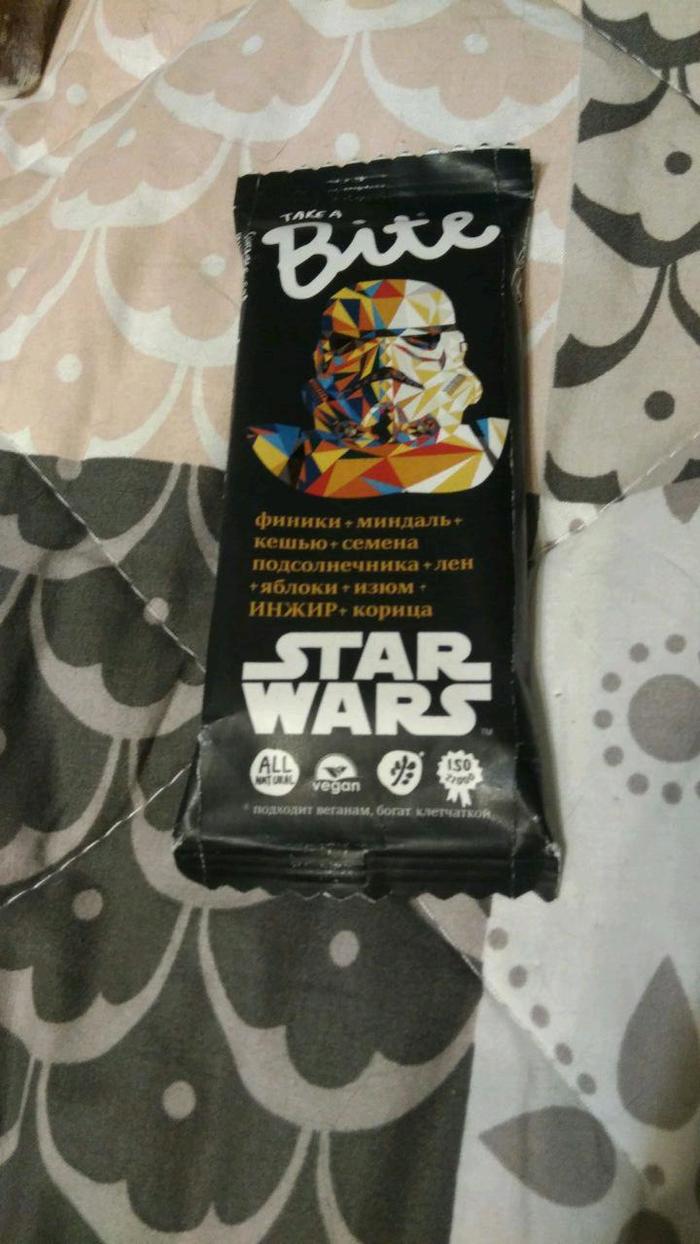 TAKE A
Bite
финики + миндаль +
кешью + семена
подсолнечника + лен
+ яблоки + изюм +
ИНЖИР + корица
STAR
WARS™
ALL
NATURAL
vegan
ISO
22000
* подходит веганам, богат клетчаткой